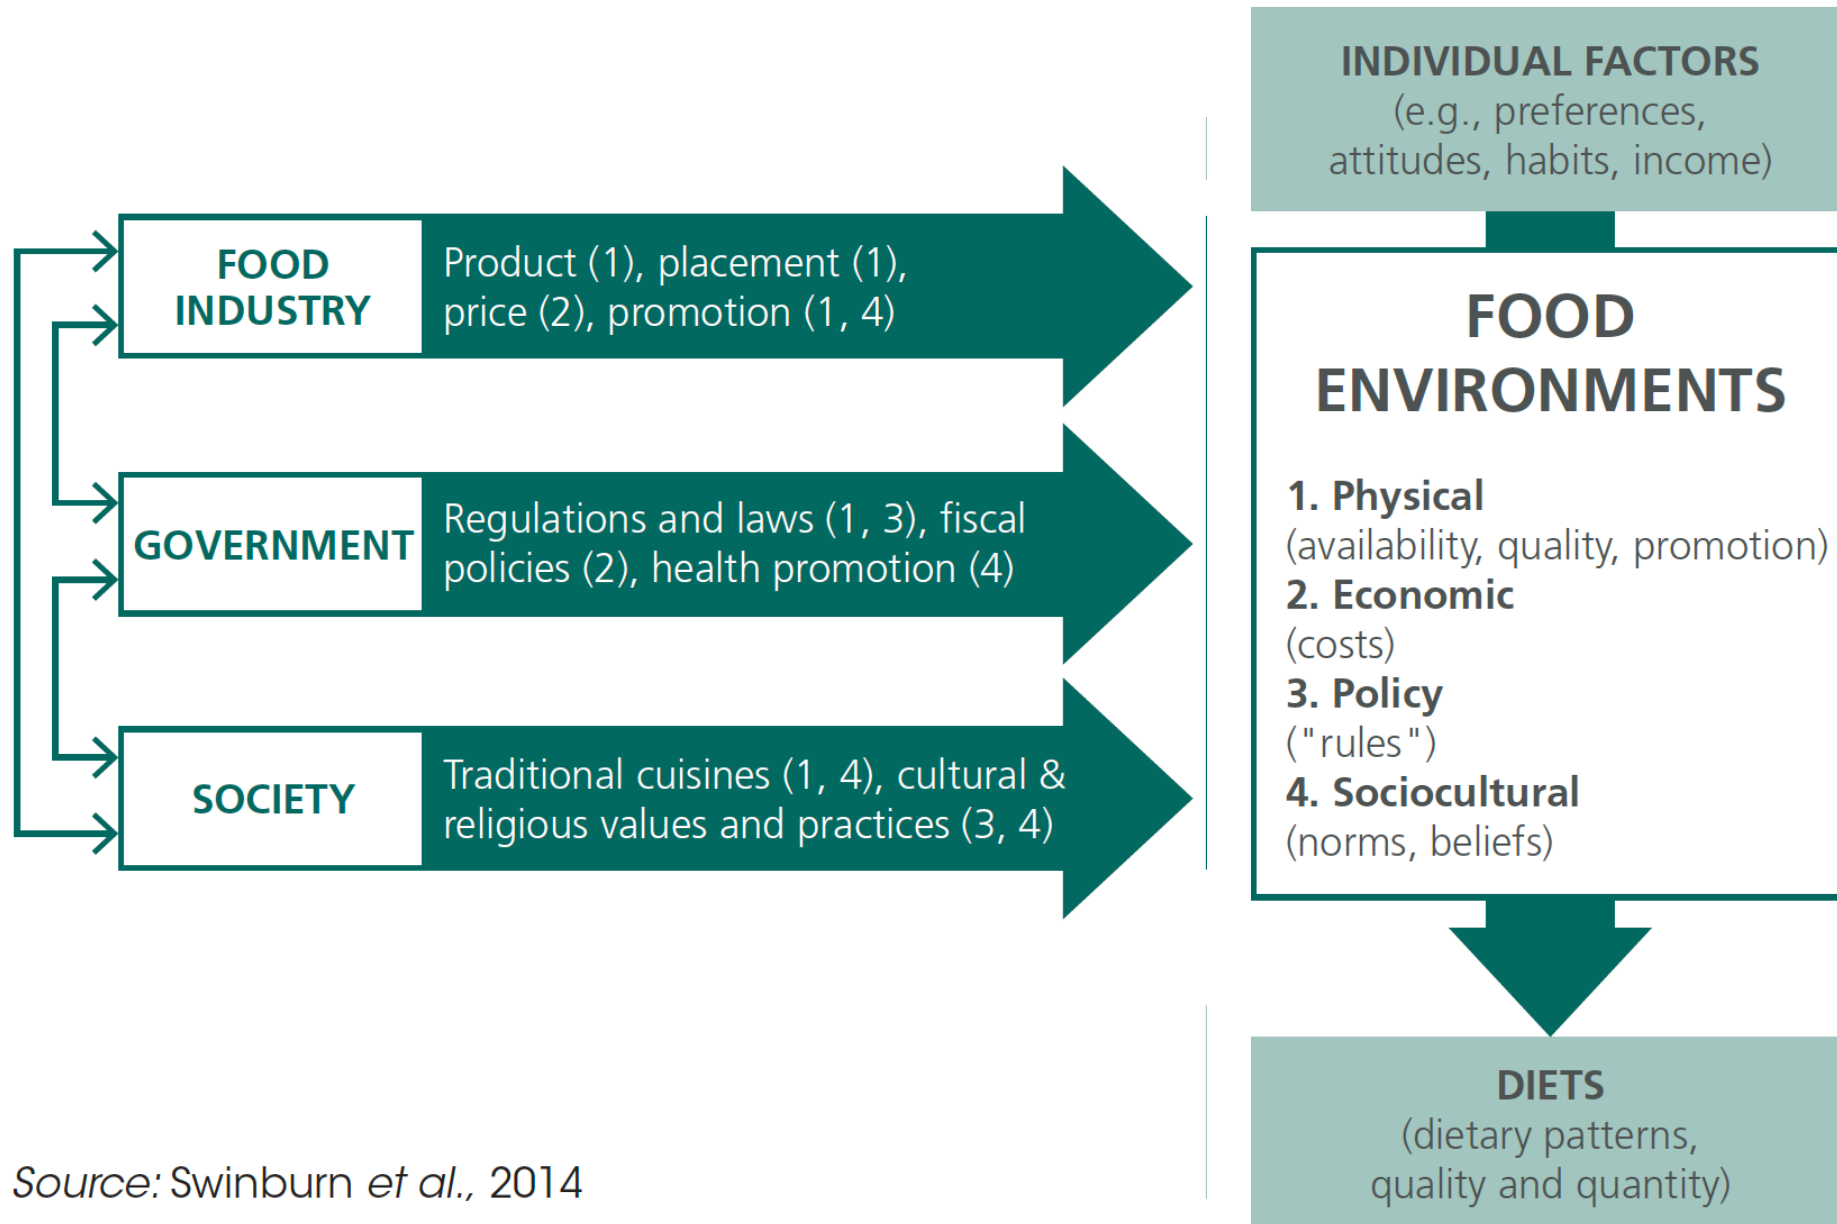 INDIVIDUAL FACTORS
(e.g., preferences,
attitudes, habits, income)
FOOD
INDUSTRY
Product (1), placement (1),
price (2), promotion (1, 4)
GOVERNMENT
Regulations and laws (1, 3), fiscal
policies (2), health promotion (4)
SOCIETY
Traditional cuisines (1, 4), cultural &
religious values and practices (3, 4)
FOOD
ENVIRONMENTS
1. Physical
(availability, quality, promotion)
2. Economic
(costs)
3. Policy
("rules")
4. Sociocultural
(norms, beliefs)
DIETS
(dietary patterns,
quality and quantity)
Source: Swinburn et al., 2014